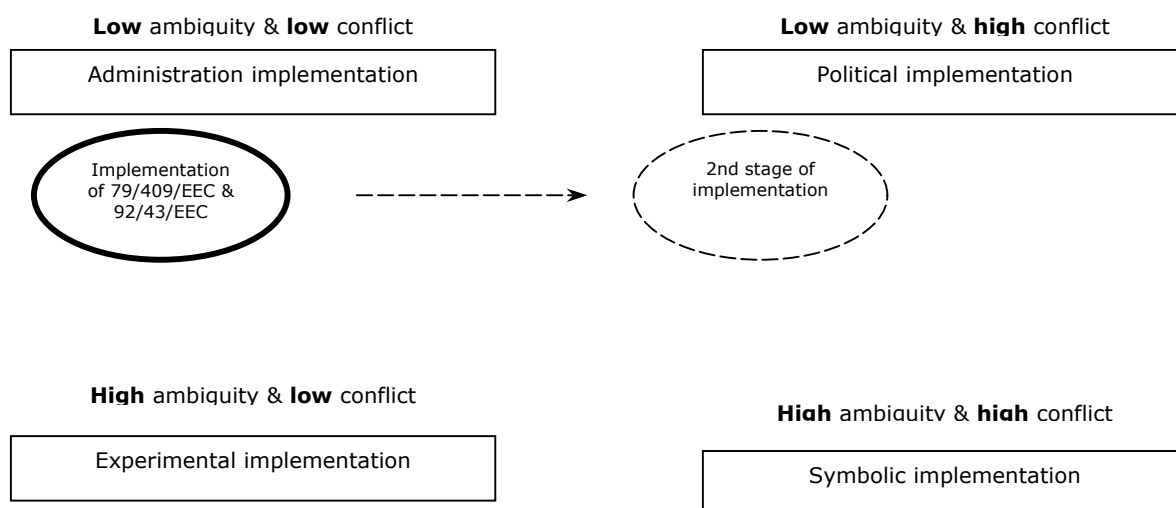 Low ambiguity & low conflict
Low ambiguity & high conflict
Administration implementation
Political implementation
Implementation
of 79/409/EEC &
92/43/EEC
2nd stage of
implementation
High ambiguity & low conflict
High ambiguity & high conflict
Experimental implementation
Symbolic implementation